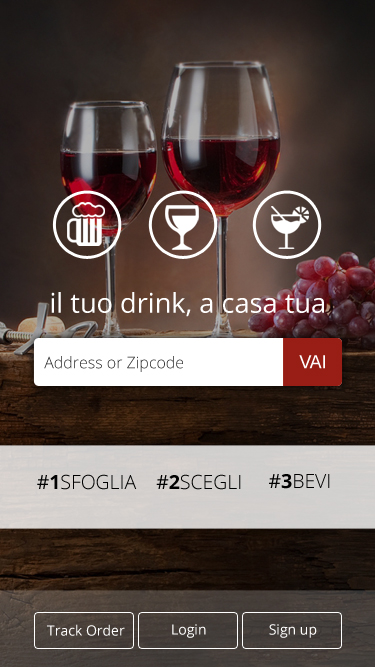 il tuo drink, a casa tua
Address or Zipcode VAI
#1SFOGLIA #2SCEGLI #3BEVI
Track Order Login Sign up